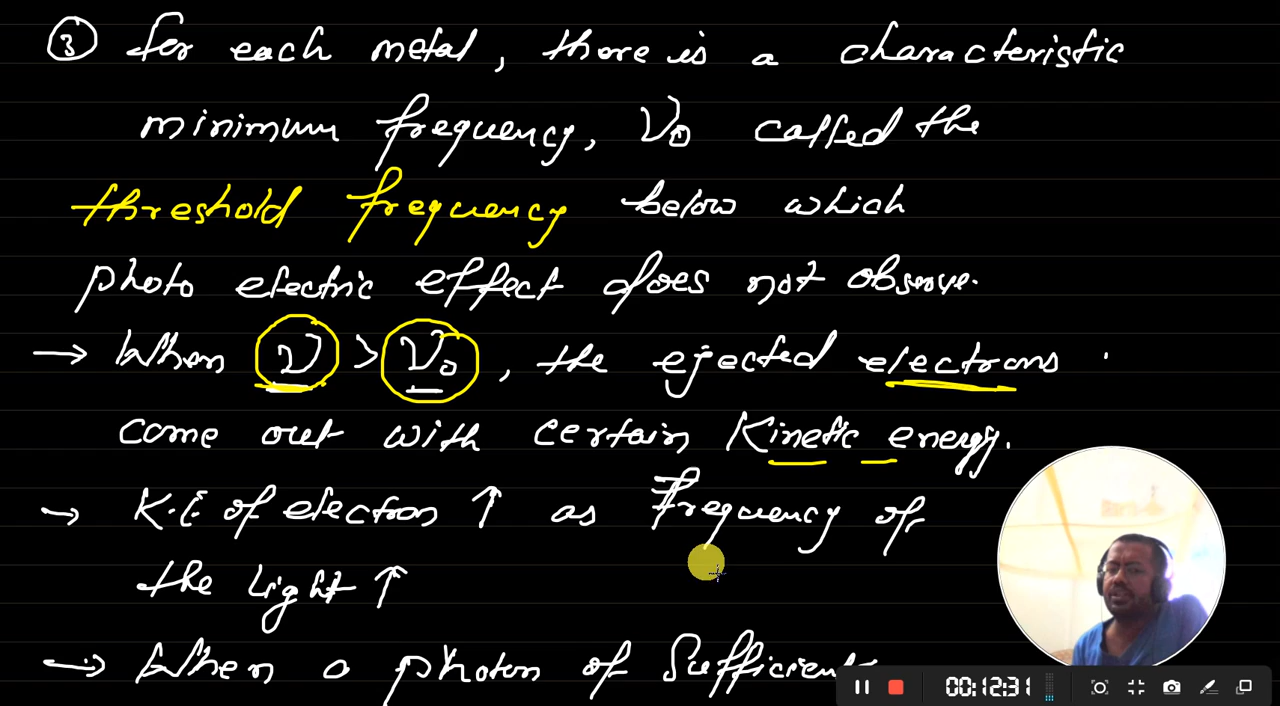 ③ for each metal, there is a characteristic
minimum frequency, ν₀ called the
threshold frequency below which
photo electric effect does not observe.
→ When ν > ν₀, the ejected electrons
come out with certain Kinetic energy.
→ K.E of electron ↑ as Frequency of
the Light ↑
→ When a photon of Sufficient
00:12:31